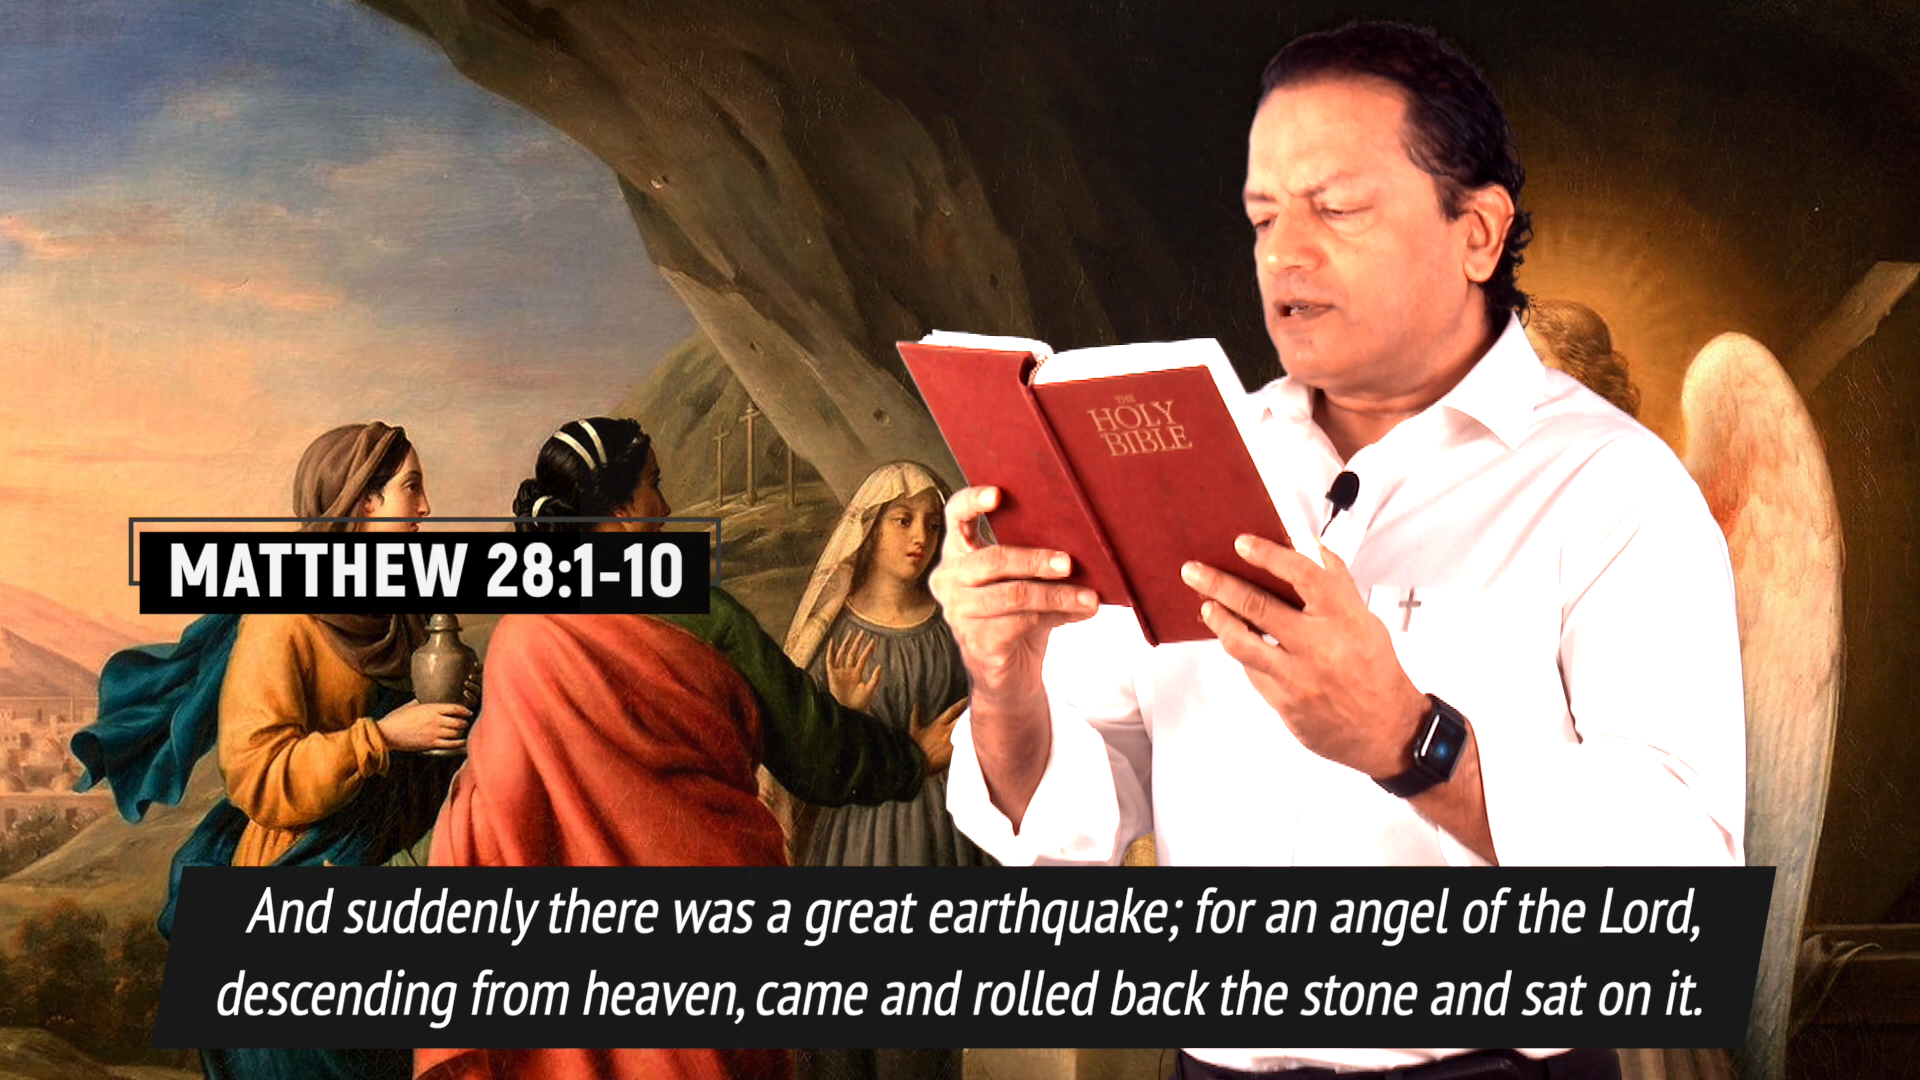 THE
HOLY
BIBLE
MATTHEW 28:1-10
And suddenly there was a great earthquake; for an angel of the Lord,
descending from heaven, came and rolled back the stone and sat on it.